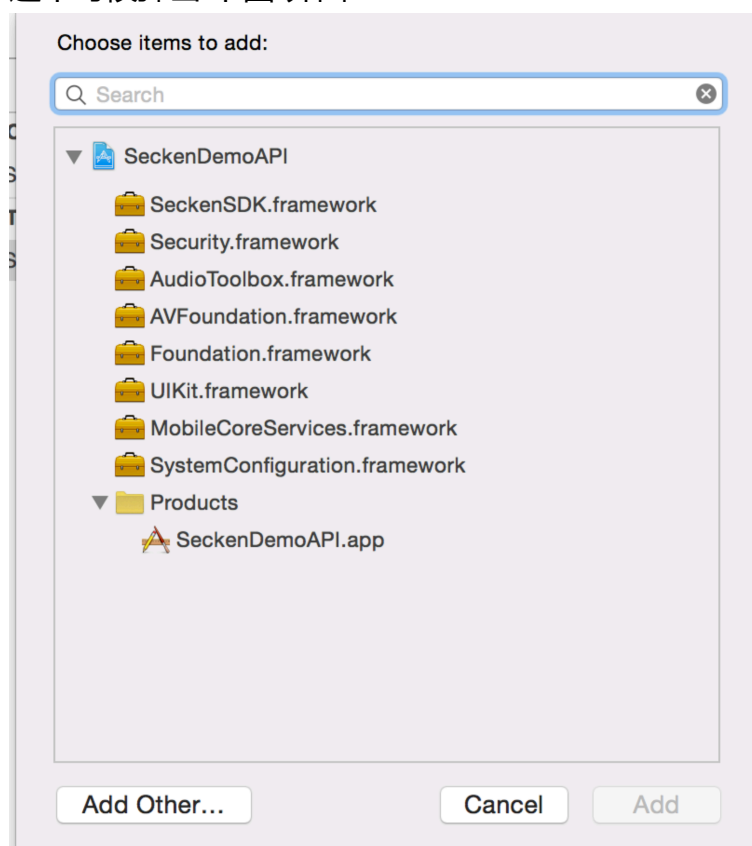 Choose items to add:
Search
SeckenDemoAPI
SeckenSDK.framework
Security.framework
AudioToolbox.framework
AVFoundation.framework
Foundation.framework
UIKit.framework
MobileCoreServices.framework
SystemConfiguration.framework
Products
SeckenDemoAPI.app
Add Other...
Cancel
Add